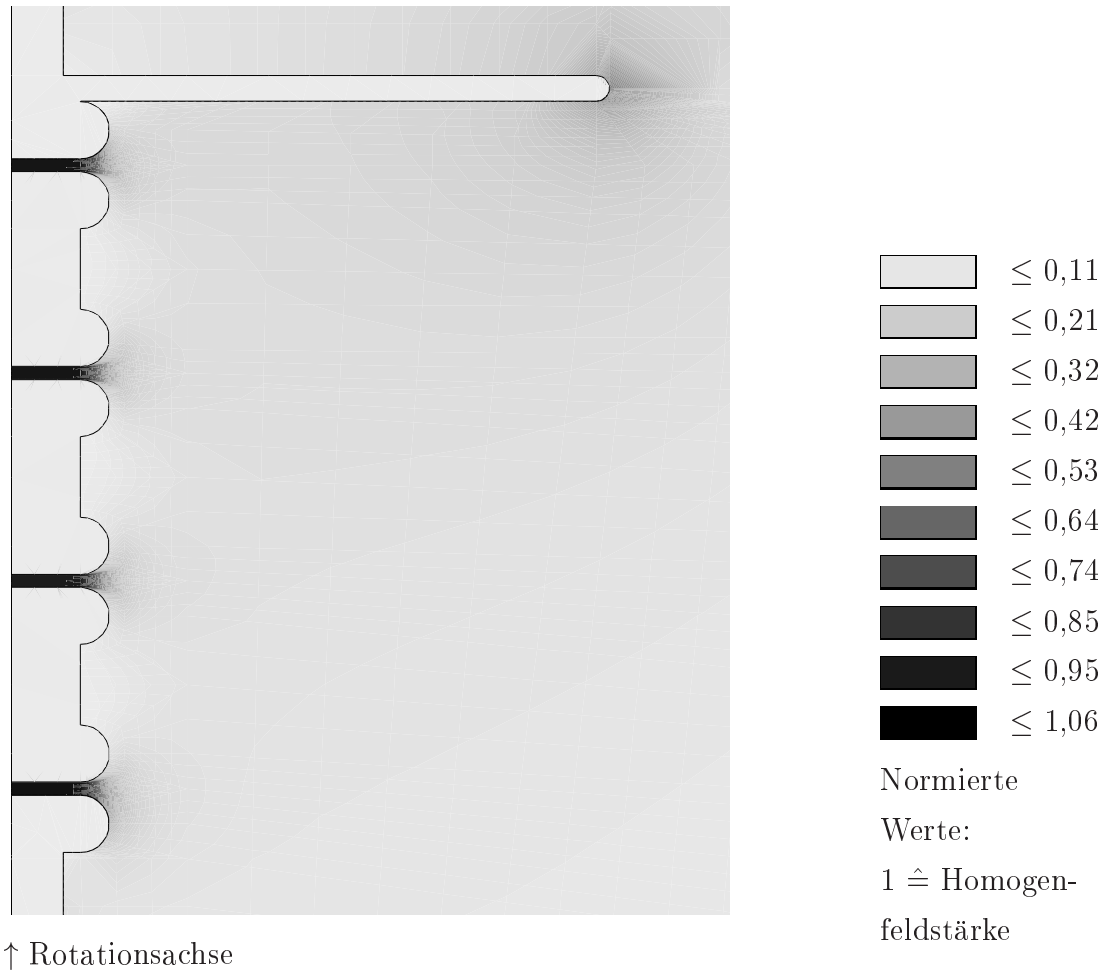 ≤ 0,11
≤ 0,21
≤ 0,32
≤ 0,42
≤ 0,53
≤ 0,64
≤ 0,74
≤ 0,85
≤ 0,95
≤ 1,06
Normierte
Werte:
1 ≙ Homogen-
feldstärke
↑ Rotationsachse